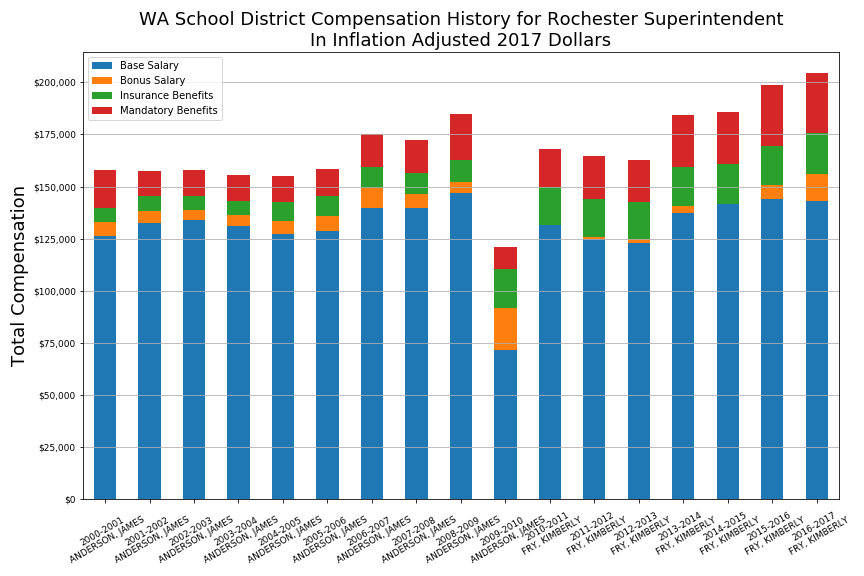 WA School District Compensation History for Rochester Superintendent
In Inflation Adjusted 2017 Dollars
Base Salary
Bonus Salary
Insurance Benefits
Mandatory Benefits
Total Compensation
$200,000
$175,000
$150,000
$125,000
$100,000
$75,000
$50,000
$25,000
$0
2000-2001
ANDERSON, JAMES
2001-2002
ANDERSON, JAMES
2002-2003
ANDERSON, JAMES
2003-2004
ANDERSON, JAMES
2004-2005
ANDERSON, JAMES
2005-2006
ANDERSON, JAMES
2006-2007
ANDERSON, JAMES
2007-2008
ANDERSON, JAMES
2008-2009
ANDERSON, JAMES
2009-2010
ANDERSON, JAMES
2010-2011
FRY, KIMBERLY
2011-2012
FRY, KIMBERLY
2012-2013
FRY, KIMBERLY
2013-2014
FRY, KIMBERLY
2014-2015
FRY, KIMBERLY
2015-2016
FRY, KIMBERLY
2016-2017
FRY, KIMBERLY